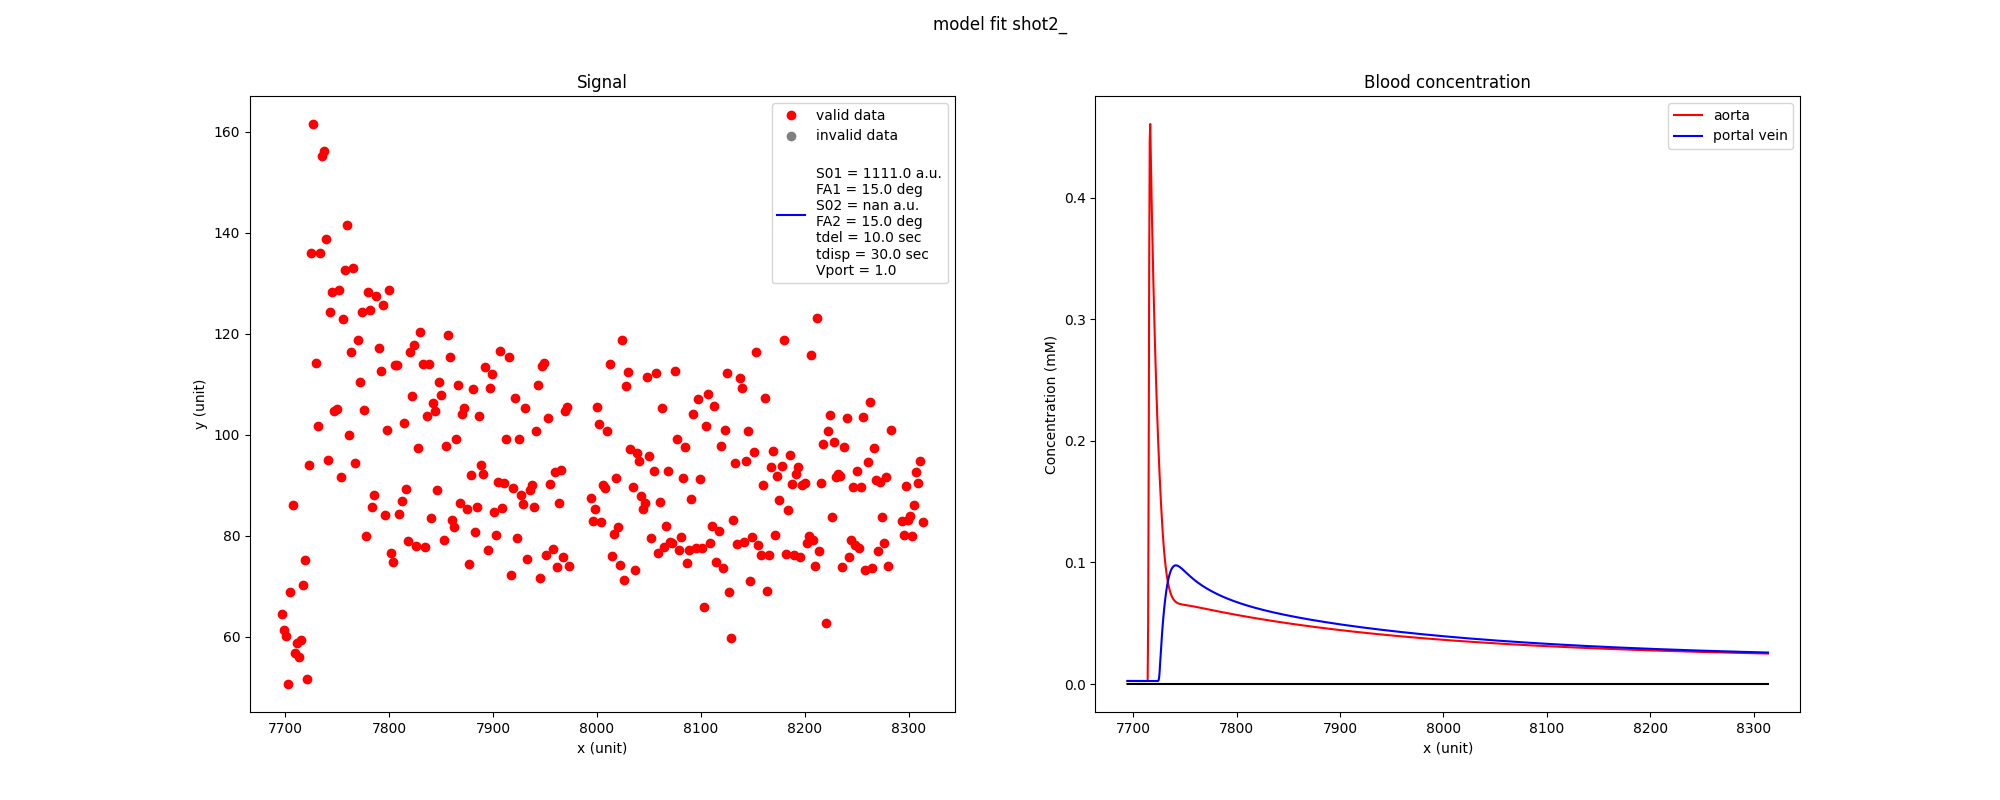 model fit shot2_
Signal
valid data
invalid data
S01 = 1111.0 a.u.
FA1 = 15.0 deg
S02 = nan a.u.
FA2 = 15.0 deg
tdel = 10.0 sec
tdisp = 30.0 sec
Vport = 1.0
y (unit)
160
140
120
100
80
60
7700 7800 7900 8000 8100 8200 8300
x (unit)
Blood concentration
aorta
portal vein
Concentration (mM)
0.4
0.3
0.2
0.1
0.0
7700 7800 7900 8000 8100 8200 8300
x (unit)